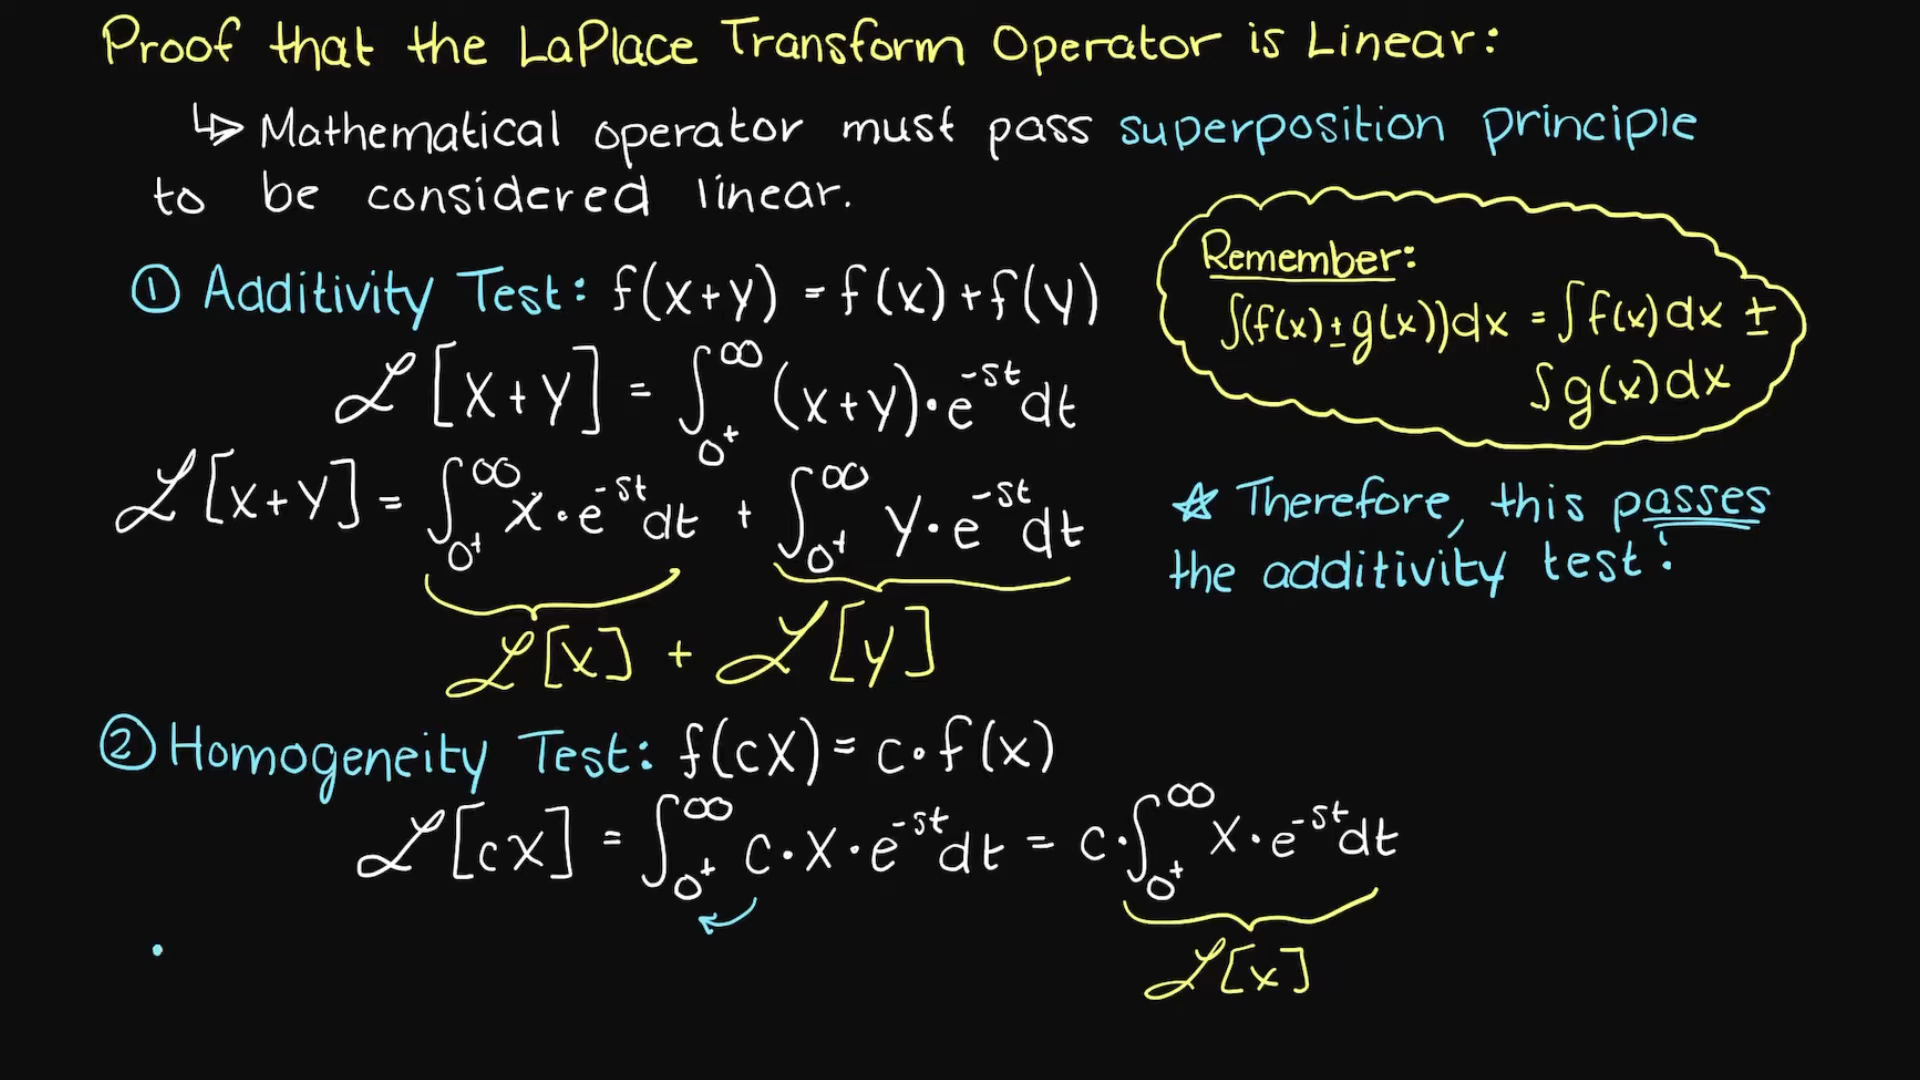 Proof that the LaPlace Transform Operator is Linear:
↳ Mathematical operator must pass superposition principle
to be considered linear.
① Additivity Test: f(x+y) = f(x)+f(y)
ℒ[x+y] = ∫₀₊^∞ (x+y)·e^-st dt
ℒ[x+y] = ∫₀₊^∞ x·e^-st dt + ∫₀₊^∞ y·e^-st dt
ℒ[x] + ℒ[y]
Remember:
∫(f(x)±g(x))dx = ∫f(x)dx ±
∫g(x)dx
☆ Therefore, this passes
the additivity test!
② Homogeneity Test: f(cx) = c·f(x)
ℒ[cx] = ∫₀₊^∞ c·x·e^-st dt = c·∫₀₊^∞ x·e^-st dt
ℒ[x]